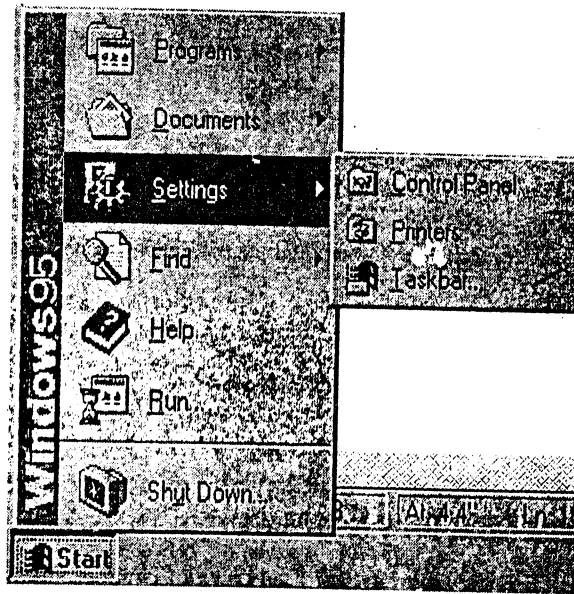 Programs
Documents
Settings
Find
Help
Run
Shut Down...
Control Panel
Printers
Taskbar...
Windows95
Start